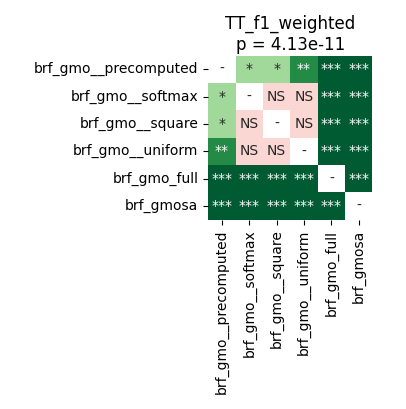 TT_f1_weighted
p = 4.13e-11
brf_gmo__precomputed - * * ** *** ***
brf_gmo__softmax * - NS NS *** ***
brf_gmo__square * NS - NS *** ***
brf_gmo__uniform ** NS NS - *** ***
brf_gmo_full *** *** *** *** - ***
brf_gmosa *** *** *** *** *** -
brf_gmo__precomputed
brf_gmo__softmax
brf_gmo__square
brf_gmo__uniform
brf_gmo_full
brf_gmosa